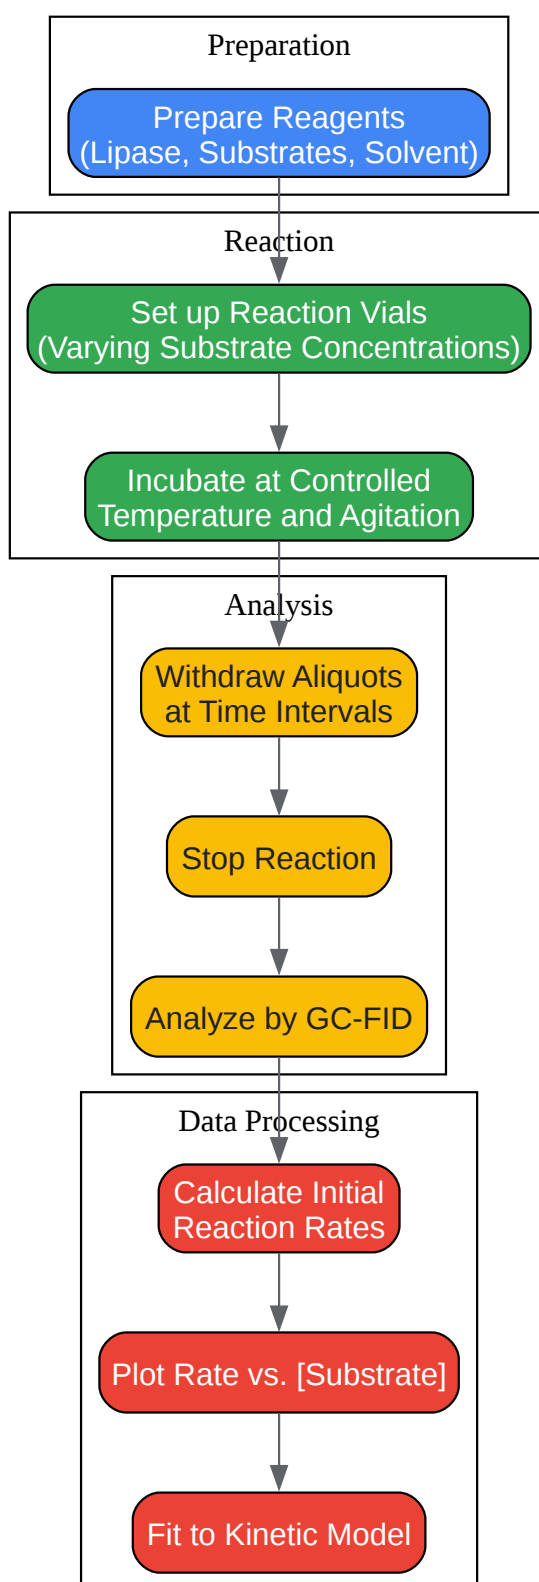 Preparation
Prepare Reagents
(Lipase, Substrates, Solvent)
Reaction
Set up Reaction Vials
(Varying Substrate Concentrations)
Incubate at Controlled
Temperature and Agitation
Analysis
Withdraw Aliquots
at Time Intervals
Stop Reaction
Analyze by GC-FID
Data Processing
Calculate Initial
Reaction Rates
Plot Rate vs. [Substrate]
Fit to Kinetic Model